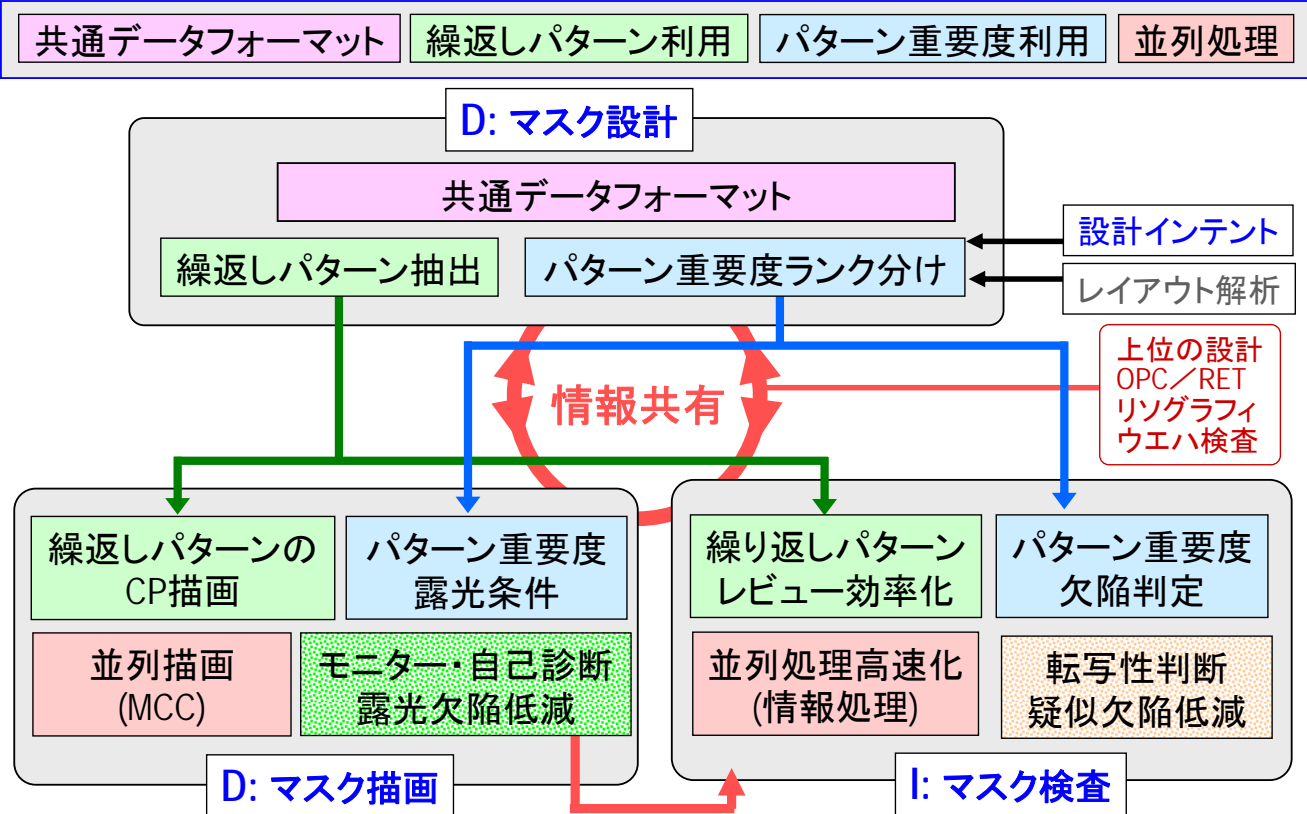 共通データフォーマット
繰返しパターン利用
パターン重要度利用
並列処理
D: マスク設計
共通データフォーマット
繰返しパターン抽出
パターン重要度ランク分け
設計インテント
レイアウト解析
情報共有
上位の設計
OPC／RET
リソグラフィ
ウエハ検査
繰返しパターンの
CP描画
パターン重要度
露光条件
並列描画
(MCC)
モニター・自己診断
露光欠陥低減
D: マスク描画
繰り返しパターン
レビュー効率化
パターン重要度
欠陥判定
並列処理高速化
(情報処理)
転写性判断
疑似欠陥低減
I: マスク検査